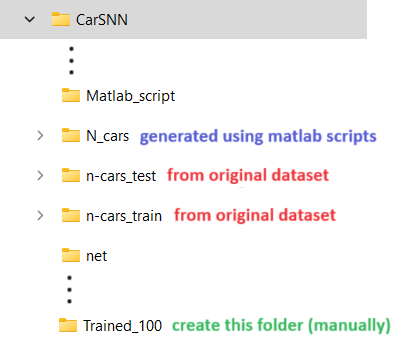 CarSNN
Matlab_script
N_cars generated using matlab scripts
n-cars_test from original dataset
n-cars_train from original dataset
net
Trained_100 create this folder (manually)